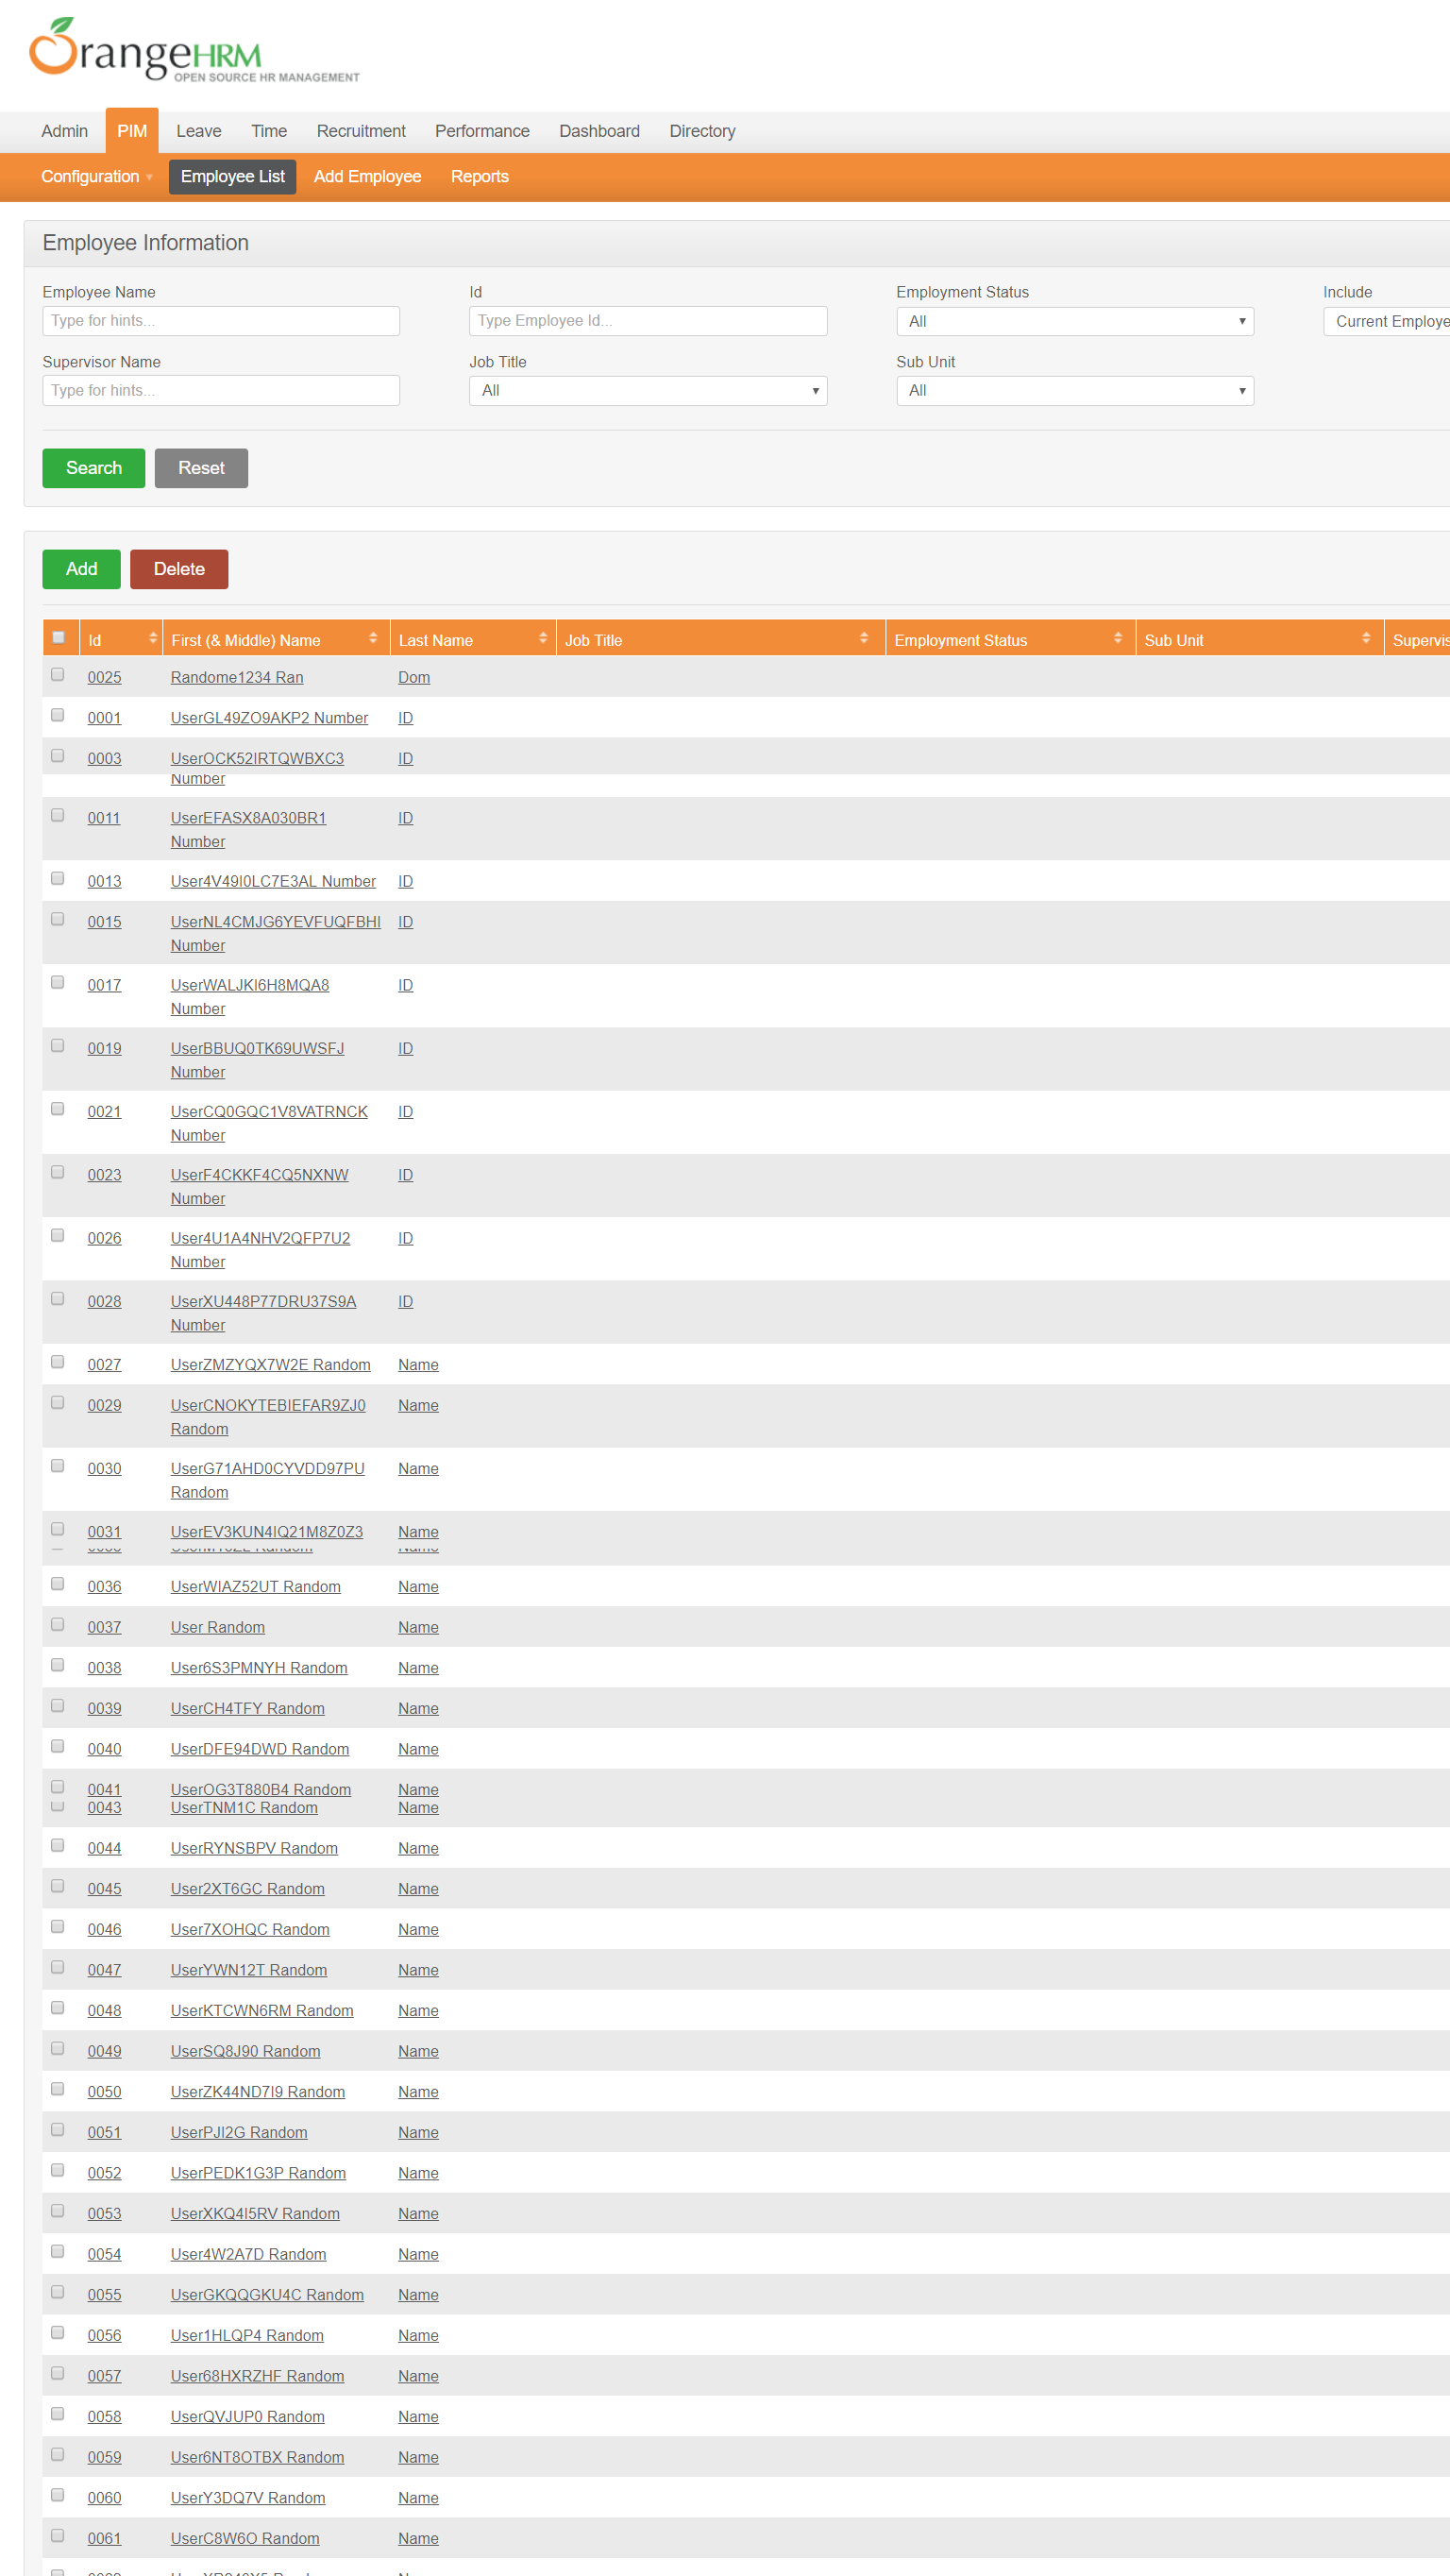 OrangeHRM
OPEN SOURCE HR MANAGEMENT
Admin PIM Leave Time Recruitment Performance Dashboard Directory
Configuration Employee List Add Employee Reports
Employee Information
Employee Name Id Employment Status Include
Type for hints... Type Employee Id... All Current Employe
Supervisor Name Job Title Sub Unit
Type for hints... All All
Search Reset
Add Delete
Id First (& Middle) Name Last Name Job Title Employment Status Sub Unit Supervis
0025 Randome1234 Ran Dom
0001 UserGL49ZO9AKP2 Number ID
0003 UserOCK52IRTQWBXC3 ID
Number
0011 UserEFASX8A030BR1 ID
Number
0013 User4V49I0LC7E3AL Number ID
0015 UserNL4CMJG6YEVFUQFBHI ID
Number
0017 UserWALJKI6H8MQA8 ID
Number
0019 UserBBUQ0TK69UWSFJ ID
Number
0021 UserCQ0GQC1V8VATRNCK ID
Number
0023 UserF4CKKF4CQ5NXNW ID
Number
0026 User4U1A4NHV2QFP7U2 ID
Number
0028 UserXU448P77DRU37S9A ID
Number
0027 UserZMZYQX7W2E Random Name
0029 UserCNOKYTEBIEFAR9ZJ0 Name
Random
0030 UserG71AHD0CYVDD97PU Name
Random
0031 UserEV3KUN4IQ21M8Z0Z3 Name
0036 UserWIAZ52UT Random Name
0037 User Random Name
0038 User6S3PMNYH Random Name
0039 UserCH4TFY Random Name
0040 UserDFE94DWD Random Name
0041 UserOG3T880B4 Random Name
0043 UserTNM1C Random Name
0044 UserRYNSBPV Random Name
0045 User2XT6GC Random Name
0046 User7XOHQC Random Name
0047 UserYWN12T Random Name
0048 UserKTCWN6RM Random Name
0049 UserSQ8J90 Random Name
0050 UserZK44ND7I9 Random Name
0051 UserPJI2G Random Name
0052 UserPEDK1G3P Random Name
0053 UserXKQ4I5RV Random Name
0054 User4W2A7D Random Name
0055 UserGKQQGKU4C Random Name
0056 User1HLQP4 Random Name
0057 User68HXRZHF Random Name
0058 UserQVJUP0 Random Name
0059 User6NT8OTBX Random Name
0060 UserY3DQ7V Random Name
0061 UserC8W6O Random Name